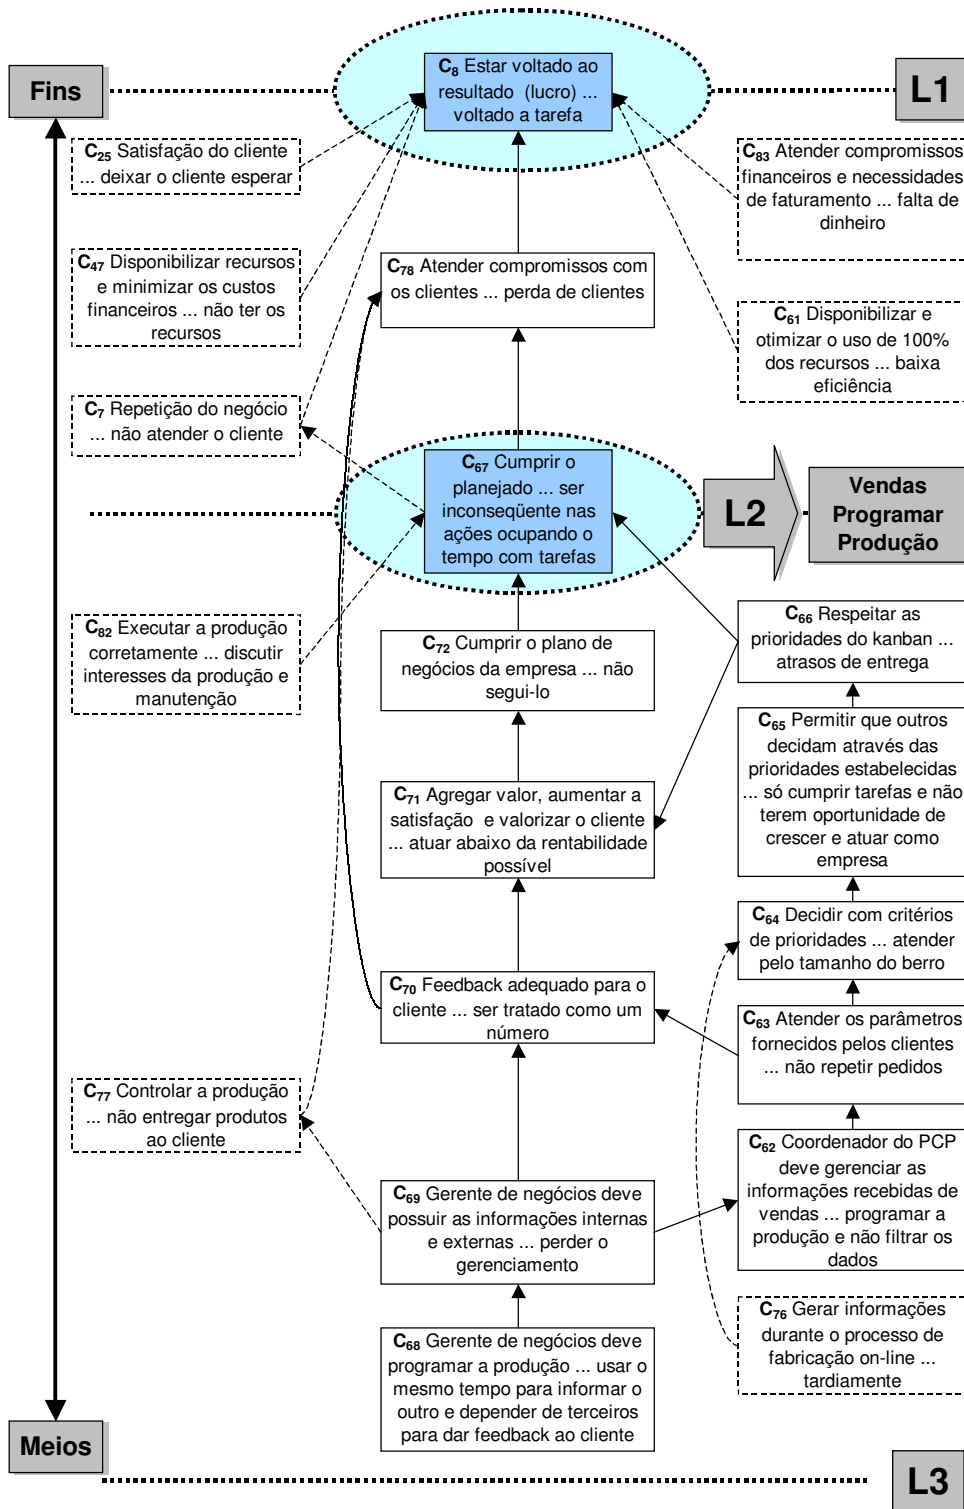 Fins
C8 Estar voltado ao
resultado (lucro) ...
voltado a tarefa
L1
C25 Satisfação do cliente
... deixar o cliente esperar
C83 Atender compromissos
financeiros e necessidades
de faturamento ... falta de
dinheiro
C47 Disponibilizar recursos
e minimizar os custos
financeiros ... não ter os
recursos
C78 Atender compromissos com
os clientes ... perda de clientes
C61 Disponibilizar e
otimizar o uso de 100%
dos recursos ... baixa
eficiência
C7 Repetição do negócio
... não atender o cliente
C67 Cumprir o
planejado ... ser
inconseqüente nas
ações ocupando o
tempo com tarefas
L2
Vendas
Programar
Produção
C82 Executar a produção
corretamente ... discutir
interesses da produção e
manutenção
C72 Cumprir o plano de
negócios da empresa ... não
segui-lo
C66 Respeitar as
prioridades do kanban ...
atrasos de entrega
C65 Permitir que outros
decidam através das
prioridades estabelecidas
... só cumprir tarefas e não
terem oportunidade de
crescer e atuar como
empresa
C71 Agregar valor, aumentar a
satisfação e valorizar o cliente
... atuar abaixo da rentabilidade
possível
C64 Decidir com critérios
de prioridades ... atender
pelo tamanho do berro
C70 Feedback adequado para o
cliente ... ser tratado como um
número
C63 Atender os parâmetros
fornecidos pelos clientes
... não repetir pedidos
C77 Controlar a produção
... não entregar produtos
ao cliente
C62 Coordenador do PCP
deve gerenciar as
informações recebidas de
vendas ... programar a
produção e não filtrar os
dados
C69 Gerente de negócios deve
possuir as informações internas
e externas ... perder o
gerenciamento
C76 Gerar informações
durante o processo de
fabricação on-line ...
tardiamente
C68 Gerente de negócios deve
programar a produção ... usar o
mesmo tempo para informar o
outro e depender de terceiros
para dar feedback ao cliente
Meios
L3